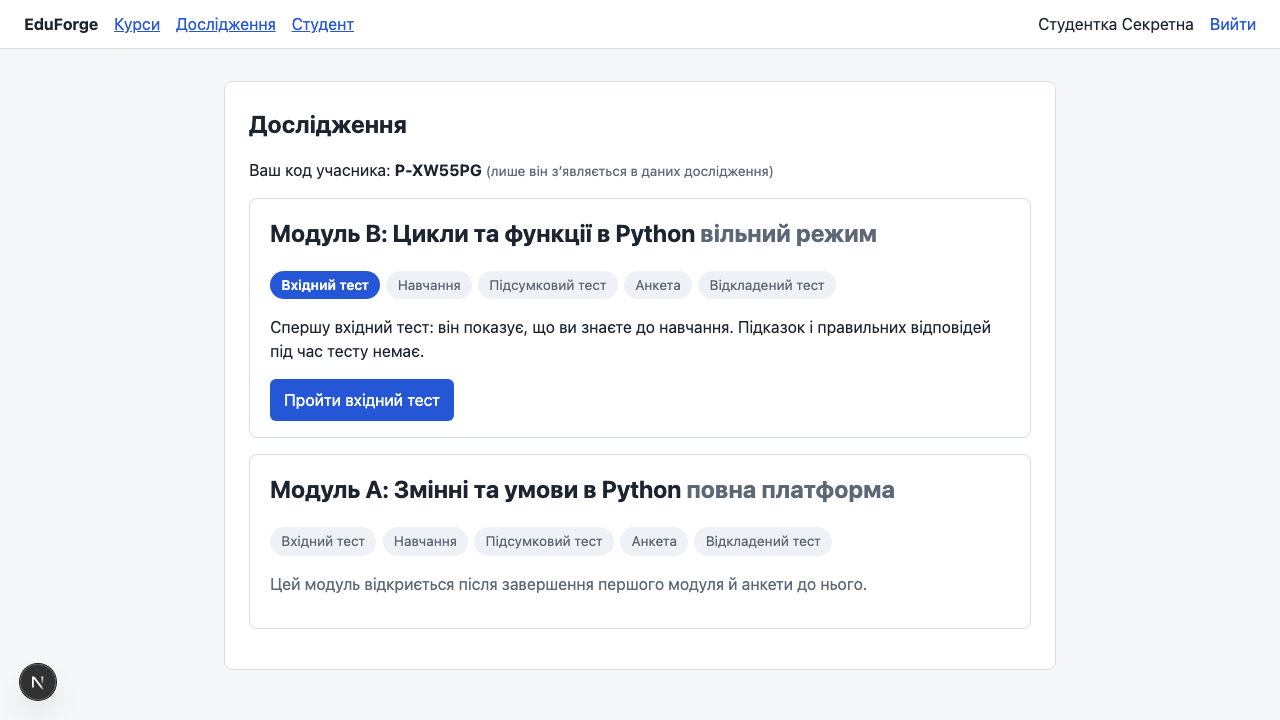 EduForge Курси Дослідження Студент Студентка Секретна Вийти
Дослідження
Ваш код учасника: P-XW55PG (лише він зʼявляється в даних дослідження)
Модуль B: Цикли та функції в Python вільний режим
Вхідний тест Навчання Підсумковий тест Анкета Відкладений тест
Спершу вхідний тест: він показує, що ви знаєте до навчання. Підказок і правильних відповідей
під час тесту немає.
Пройти вхідний тест
Модуль A: Змінні та умови в Python повна платформа
Вхідний тест Навчання Підсумковий тест Анкета Відкладений тест
Цей модуль відкриється після завершення першого модуля й анкети до нього.
N